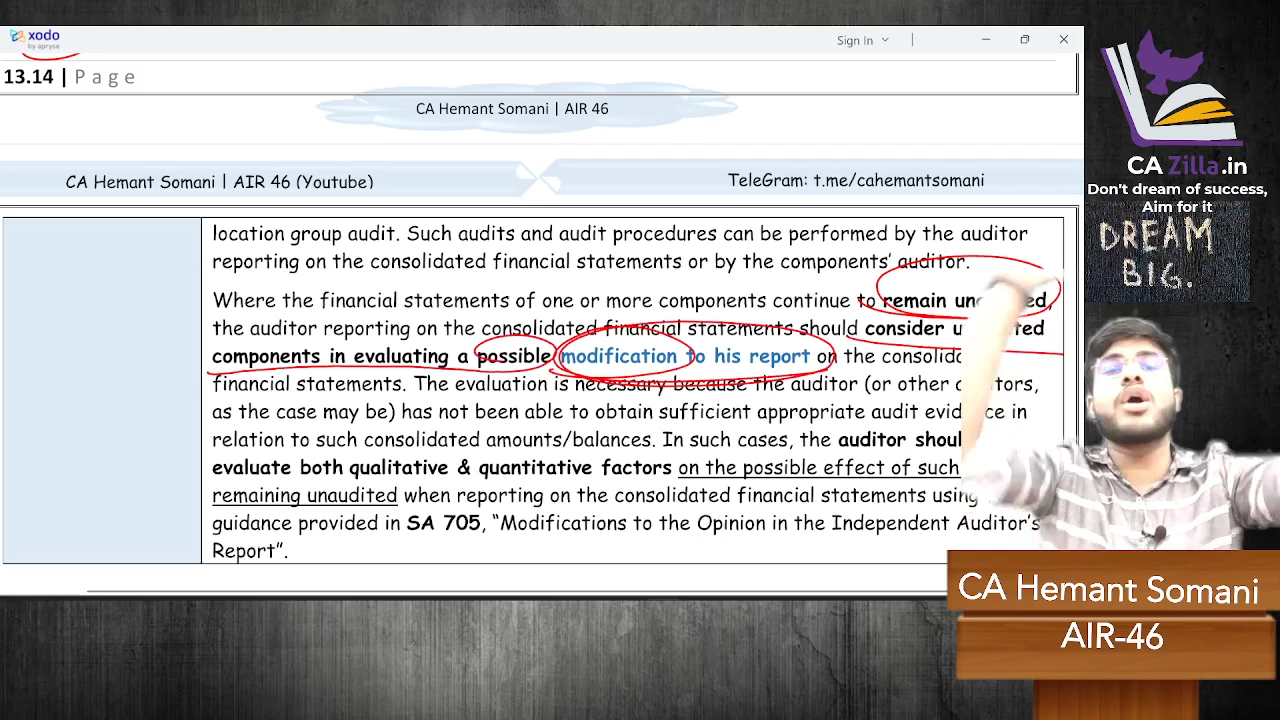 xodo
by apryse
Sign In
13.14 | Page
CA Hemant Somani | AIR 46
CA Hemant Somani | AIR 46 (Youtube)
TeleGram: t.me/cahemantsomani
location group audit. Such audits and audit procedures can be performed by the auditor
reporting on the consolidated financial statements or by the components' auditor.
Where the financial statements of one or more components continue to remain
the auditor reporting on the consolidated financial statements should consider
components in evaluating a possible modification to his report on the
financial statements. The evaluation is necessary because the auditor (or other
as the case may be) has not been able to obtain sufficient appropriate audit evidence in
relation to such consolidated amounts/balances. In such cases, the auditor
evaluate both qualitative & quantitative factors on the possible effect of such
remaining unaudited when reporting on the consolidated financial statements using
guidance provided in SA 705, "Modifications to the Opinion in the Independent Auditor's
Report".
CA Zilla.in
Don't dream of success,
Aim for it
DREAM
BIG.
CA Hemant Somani
AIR-46